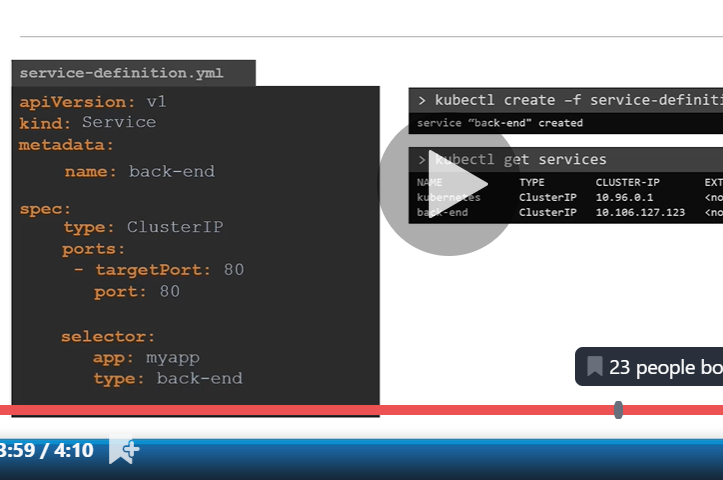 service-definition.yml
apiVersion: v1
kind: Service
metadata:
name: back-end
spec:
type: ClusterIP
ports:
- targetPort: 80
port: 80
selector:
app: myapp
type: back-end
> kubectl create –f service-definiti
service “back-end" created
> kubectl get services
NAME TYPE CLUSTER-IP EXT
kubernetes ClusterIP 10.96.0.1 <no
back-end ClusterIP 10.106.127.123 <no
23 people bo
3:59 / 4:10